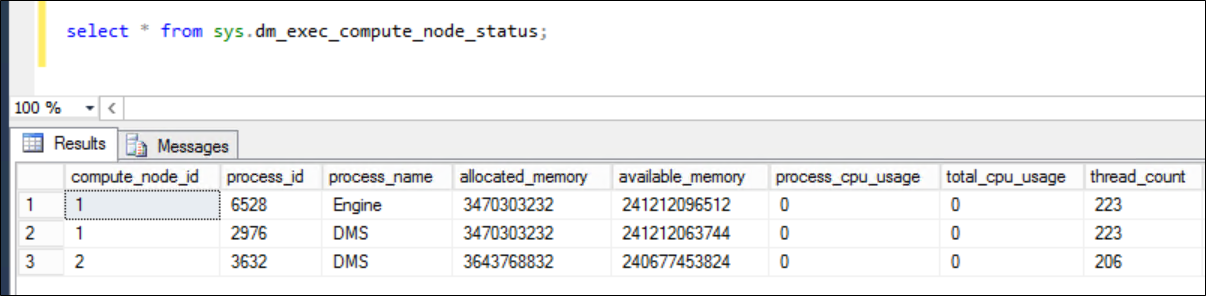 select * from sys.dm_exec_compute_node_status;
100 %
Results Messages
compute_node_id process_id process_name allocated_memory available_memory process_cpu_usage total_cpu_usage thread_count
1 1 6528 Engine 3470303232 241212096512 0 0 223
2 1 2976 DMS 3470303232 241212063744 0 0 223
3 2 3632 DMS 3643768832 240677453824 0 0 206